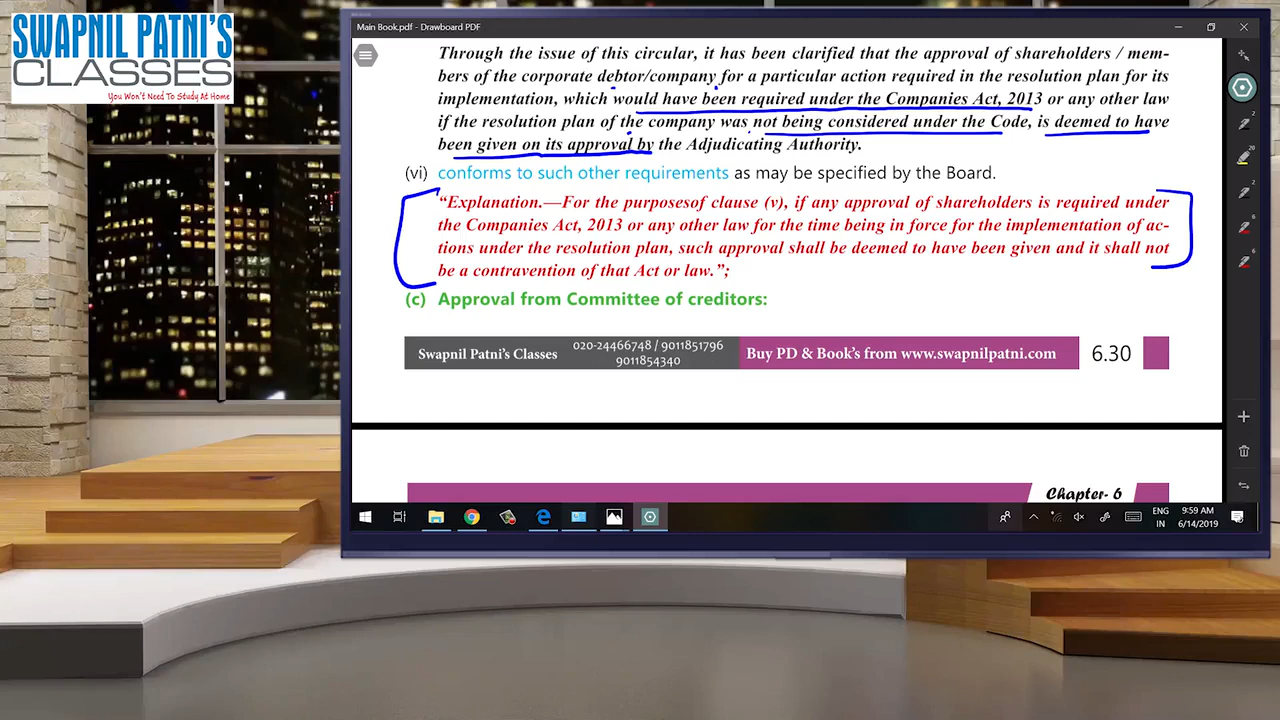 SWAPNIL PATNI'S
CLASSES
You Won't Need To Study At Home
Main Book.pdf - Drawboard PDF
Through the issue of this circular, it has been clarified that the approval of shareholders / mem-
bers of the corporate debtor/company for a particular action required in the resolution plan for its
implementation, which would have been required under the Companies Act, 2013 or any other law
if the resolution plan of the company was not being considered under the Code, is deemed to have
been given on its approval by the Adjudicating Authority.
(vi) conforms to such other requirements as may be specified by the Board.
"Explanation.—For the purposesof clause (v), if any approval of shareholders is required under
the Companies Act, 2013 or any other law for the time being in force for the implementation of ac-
tions under the resolution plan, such approval shall be deemed to have been given and it shall not
be a contravention of that Act or law.";
(c) Approval from Committee of creditors:
Swapnil Patni's Classes 020-24466748 / 9011851796
9011854340
Buy PD & Book's from www.swapnilpatni.com 6.30
Chapter- 6
ENG 9:59 AM
IN 6/14/2019